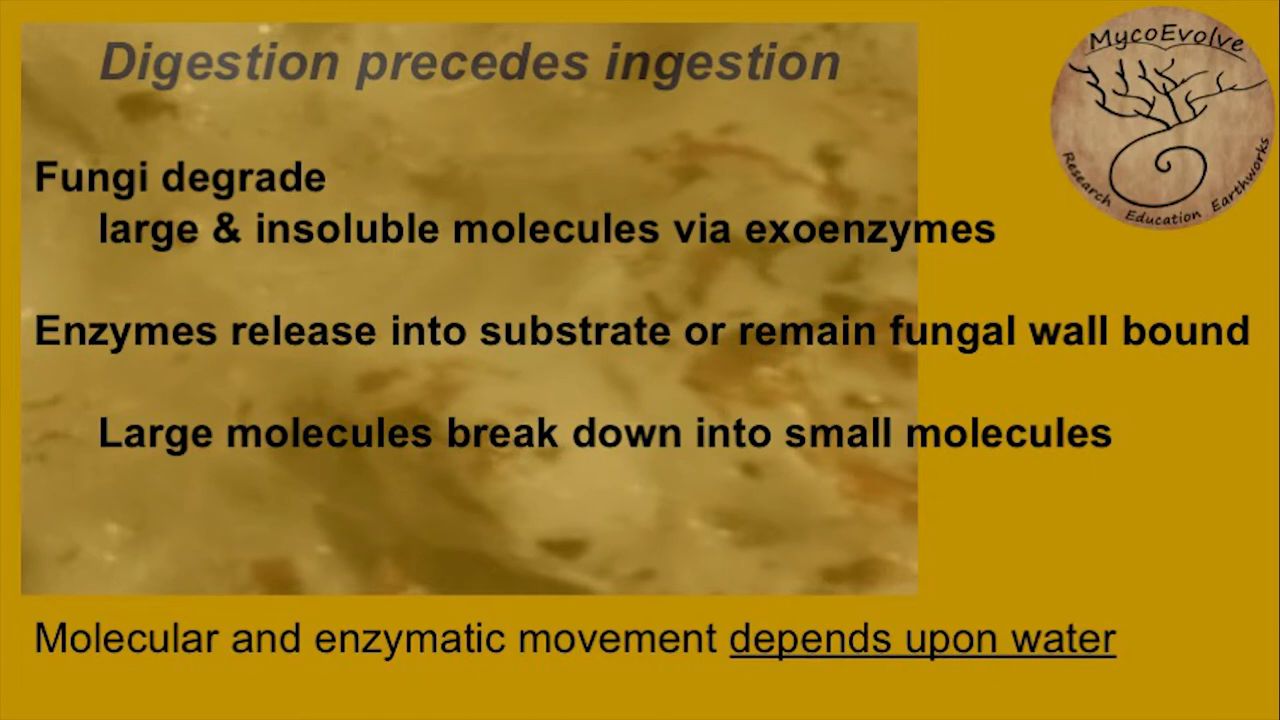 Digestion precedes ingestion
MycoEvolve
Fungi degrade
large & insoluble molecules via exoenzymes
Research Education Earthworks
Enzymes release into substrate or remain fungal wall bound
Large molecules break down into small molecules
Molecular and enzymatic movement depends upon water